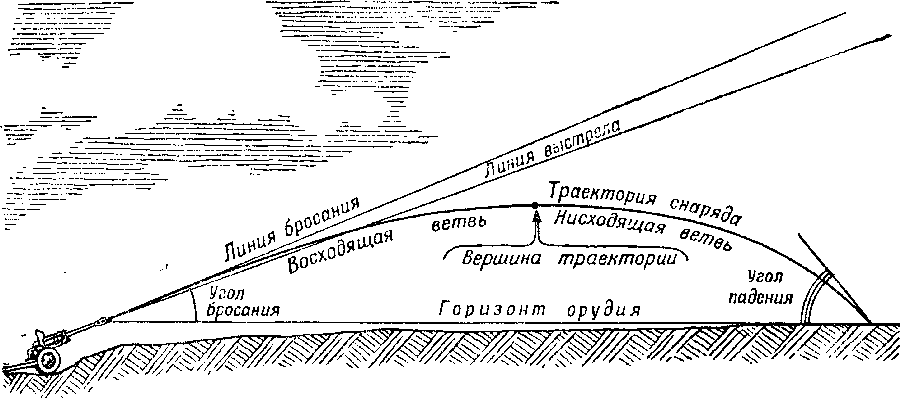 Линия бросания
Линия выстрела
Траектория снаряда
Восходящая ветвь
Нисходящая ветвь
Вершина траектории
Угол
бросания
Угол
падения
Горизонт орудия